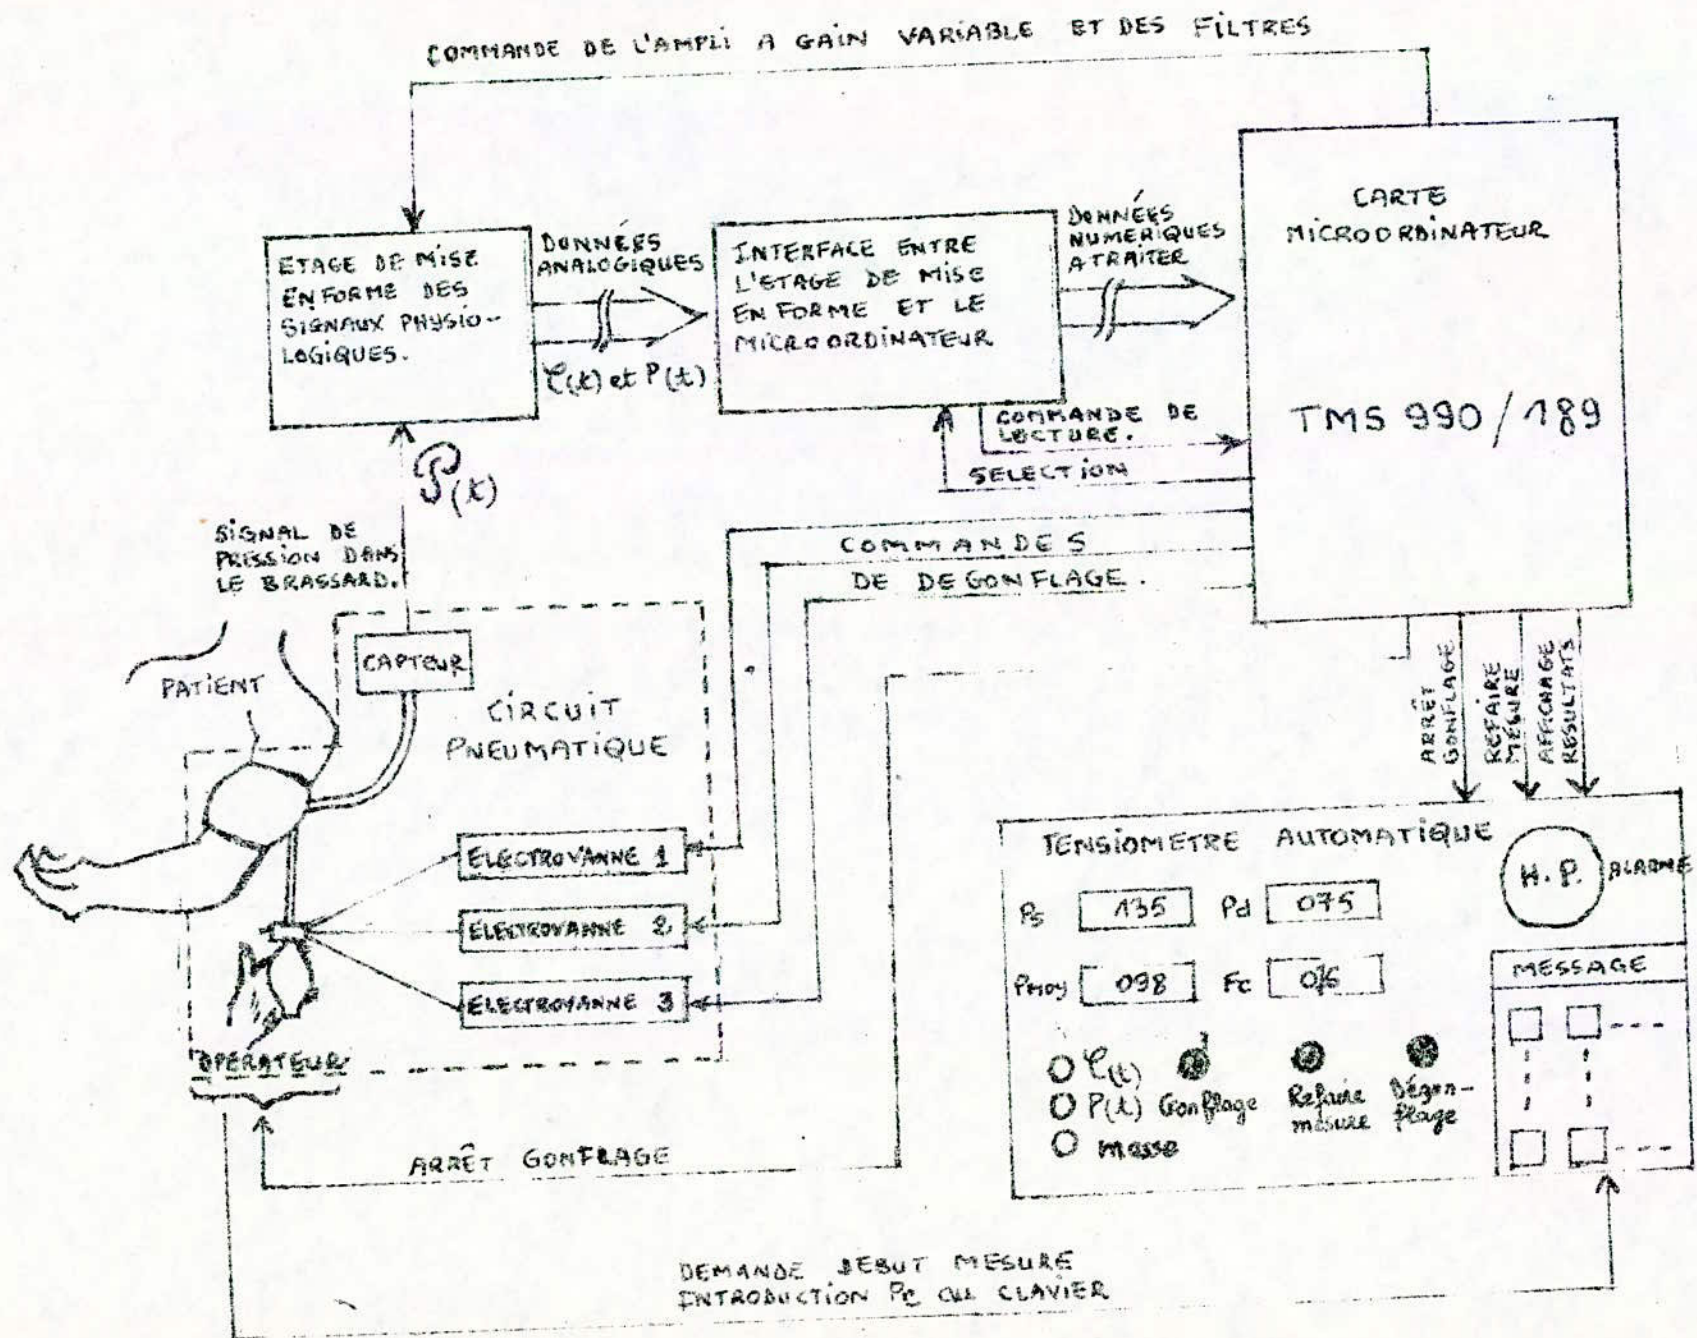 COMMANDE DE L'AMPLI A GAIN VARIABLE ET DES FILTRES
CARTE
MICROORDINATEUR
TMS 990/189
ETAGE DE MISE
EN FORME DES
SIGNAUX PHYSIO-
LOGIQUES.
DONNÉES
ANALOGIQUES
et P(t)
INTERFACE ENTRE
L'ETAGE DE MISE
EN FORME ET LE
MICROORDINATEUR
DONNÉES
NUMERIQUES
A TRAITER
COMMANDE DE
LECTURE.
SELECTION
P(t)
SIGNAL DE
PRESSION DANS
LE BRASSARD.
COMMANDES
DE DEGONFLAGE.
CAPTEUR
PATIENT
CIRCUIT
PNEUMATIQUE
ARRÊT
GONFLAGE
REFAIRE
MESURE
AFFICHAGE
RESULTATS
ELECTROVANNE 1
ELECTROVANNE 2
ELECTROVANNE 3
OPERATEUR
TENSIOMETRE AUTOMATIQUE
H.P. ALARME
Ps 135 Pd 075
Pmoy 098 Fc
MESSAGE
P(t)
masse
Gonflage
Refaire
mesure
Dégon-
flage
ARRÊT GONFLAGE
DEMANDE DEBUT MESURE
INTRODUCTION Pc au CLAVIER